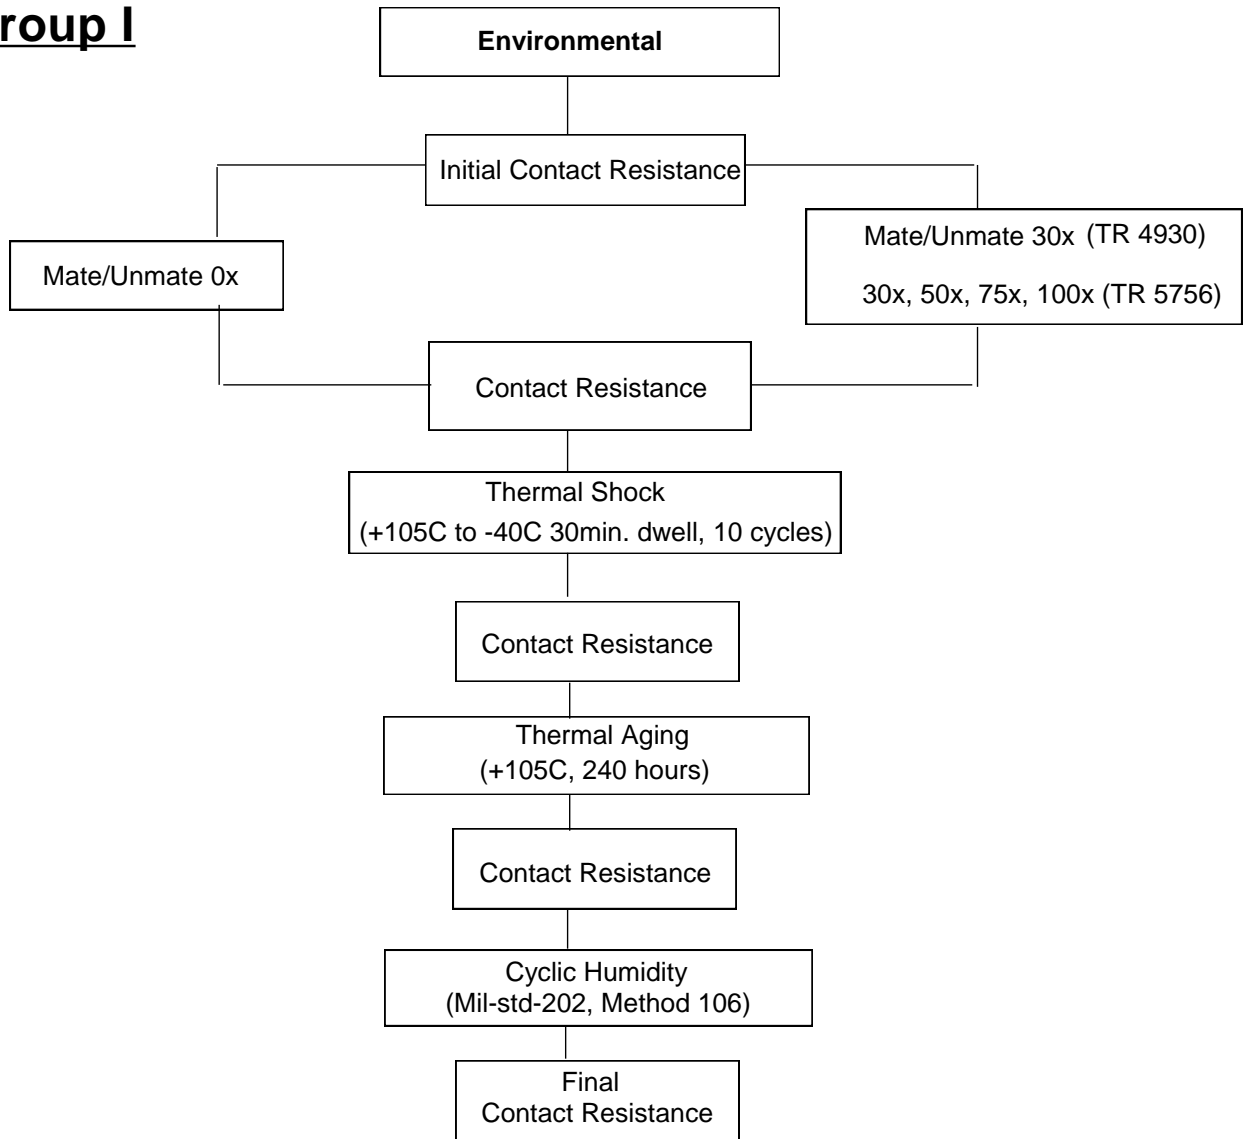 roup I
Environmental
Initial Contact Resistance
Mate/Unmate 0x
Mate/Unmate 30x (TR 4930)
30x, 50x, 75x, 100x (TR 5756)
Contact Resistance
Thermal Shock
(+105C to -40C 30min. dwell, 10 cycles)
Contact Resistance
Thermal Aging
(+105C, 240 hours)
Contact Resistance
Cyclic Humidity
(Mil-std-202, Method 106)
Final
Contact Resistance